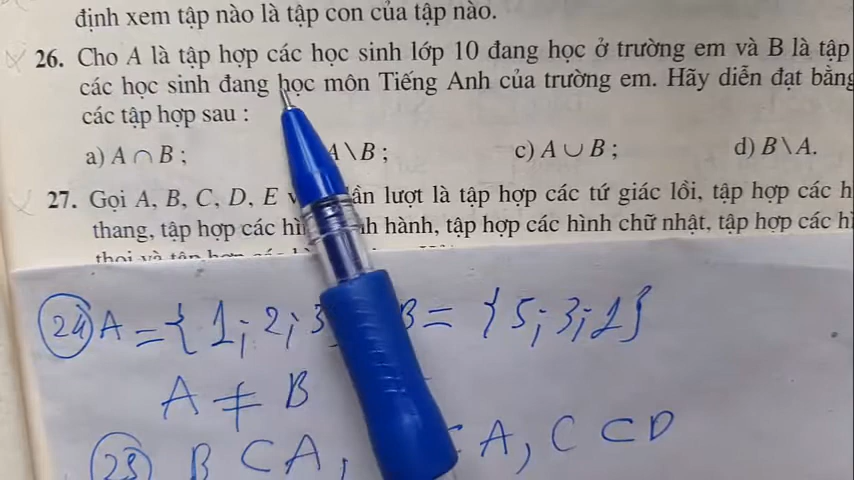 định xem tập nào là tập con của tập nào.
26. Cho A là tập hợp các học sinh lớp 10 đang học ở trường em và B là tập
các học sinh đang học môn Tiếng Anh của trường em. Hãy diễn đạt bằng
các tập hợp sau :
a) A ∩ B ; A \ B ; c) A ∪ B ; d) B \ A.
27. Gọi A, B, C, D, E lần lượt là tập hợp các tứ giác lồi, tập hợp các h
thang, tập hợp các hình hành, tập hợp các hình chữ nhật, tập hợp các hì
24 A = { 1; 2; 3 B = { 5; 3; 1 }
A ≠ B
25 B ⊂ A, ⊂ A, C ⊂ D